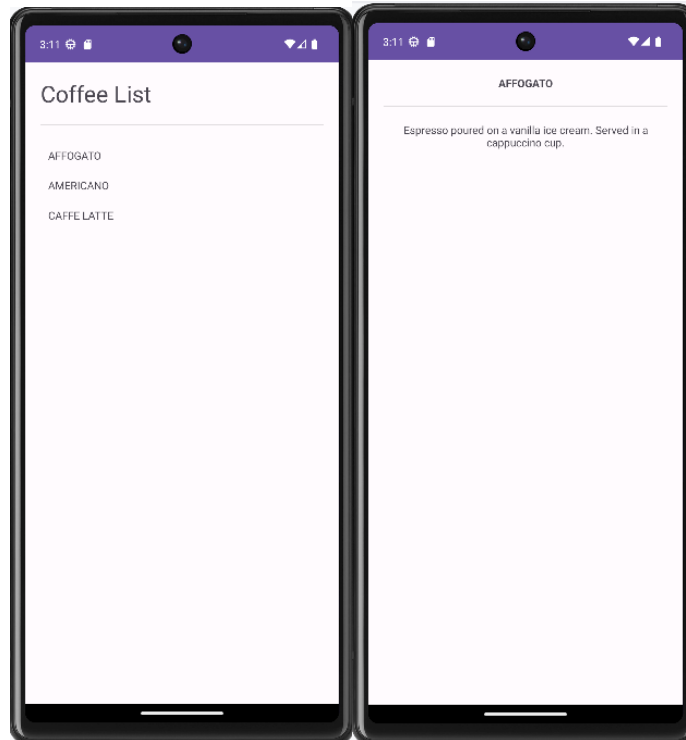 3:11
Coffee List
AFFOGATO
AMERICANO
CAFFE LATTE
3:11
AFFOGATO
Espresso poured on a vanilla ice cream. Served in a
cappuccino cup.